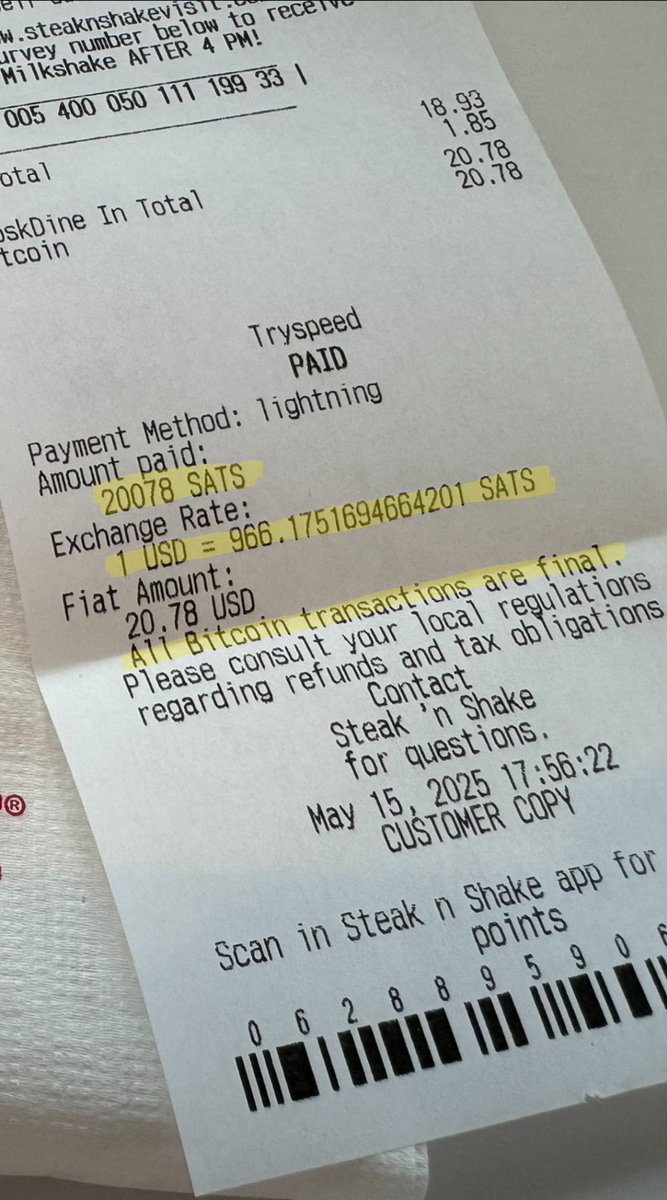 w.steaknshakevisit.
urvey number below to receive
Milkshake AFTER 4 PM!
005 400 050 111 199 33 |
18.93
1.85
otal 20.78
oskDine In Total 20.78
tcoin
Tryspeed
PAID
Payment Method: lightning
Amount paid:
20078 SATS
Exchange Rate:
1 USD = 966.1751694664201 SATS
Fiat Amount:
20.78 USD
All Bitcoin transactions are final.
Please consult your local regulations
regarding refunds and tax obligations
Contact
Steak 'n Shake
for questions.
May 15, 2025 17:56:22
CUSTOMER COPY
Scan in Steak n Shake app for
points
0 6 2 8 8 9 5 9 0 6
®